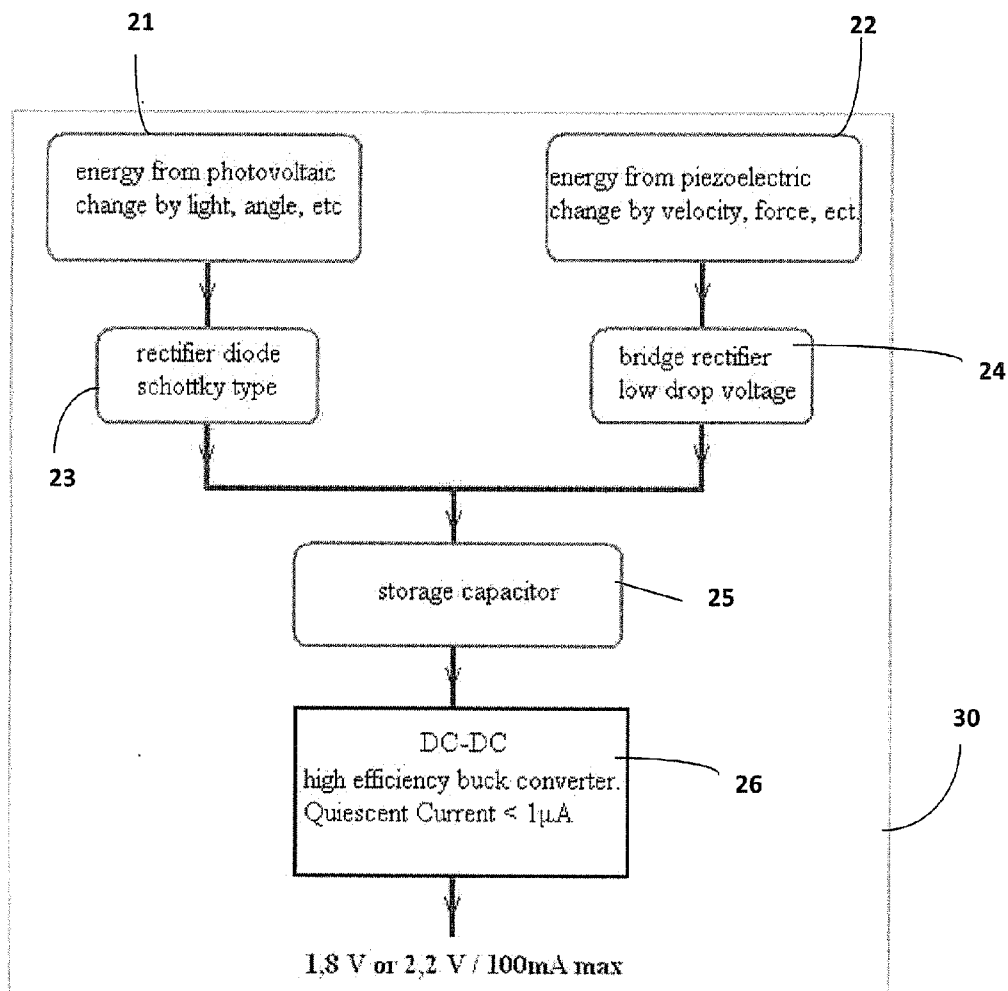 21
22
energy from photovoltaic
change by light, angle, etc
energy from piezoelectric
change by velocity, force, ect.
rectifier diode
schottky type
bridge rectifier
low drop voltage
24
23
storage capacitor
25
30
DC-DC
high efficiency buck converter.
Quiescent Current < 1µA
26
1,8 V or 2,2 V / 100mA max